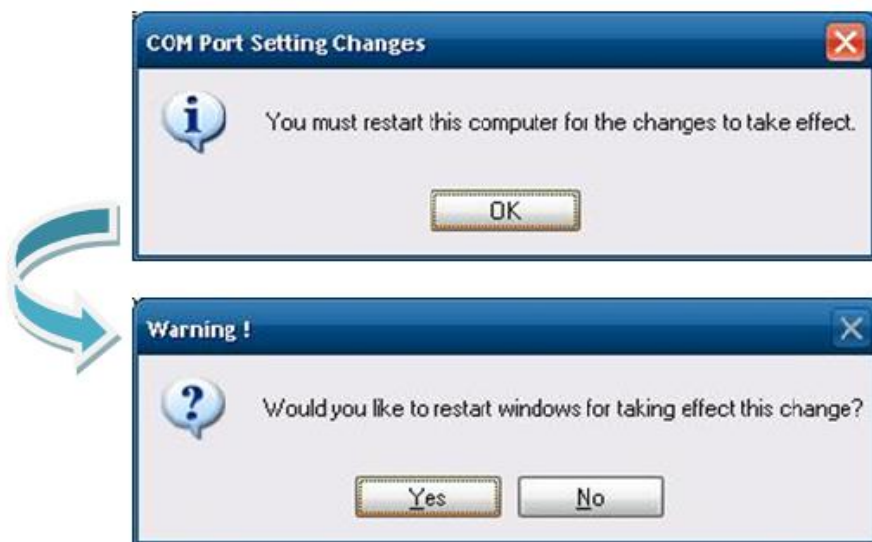 COM Port Setting Changes
You must restart this computer for the changes to take effect.
OK
Warning !
Would you like to restart windows for taking effect this change?
Yes No